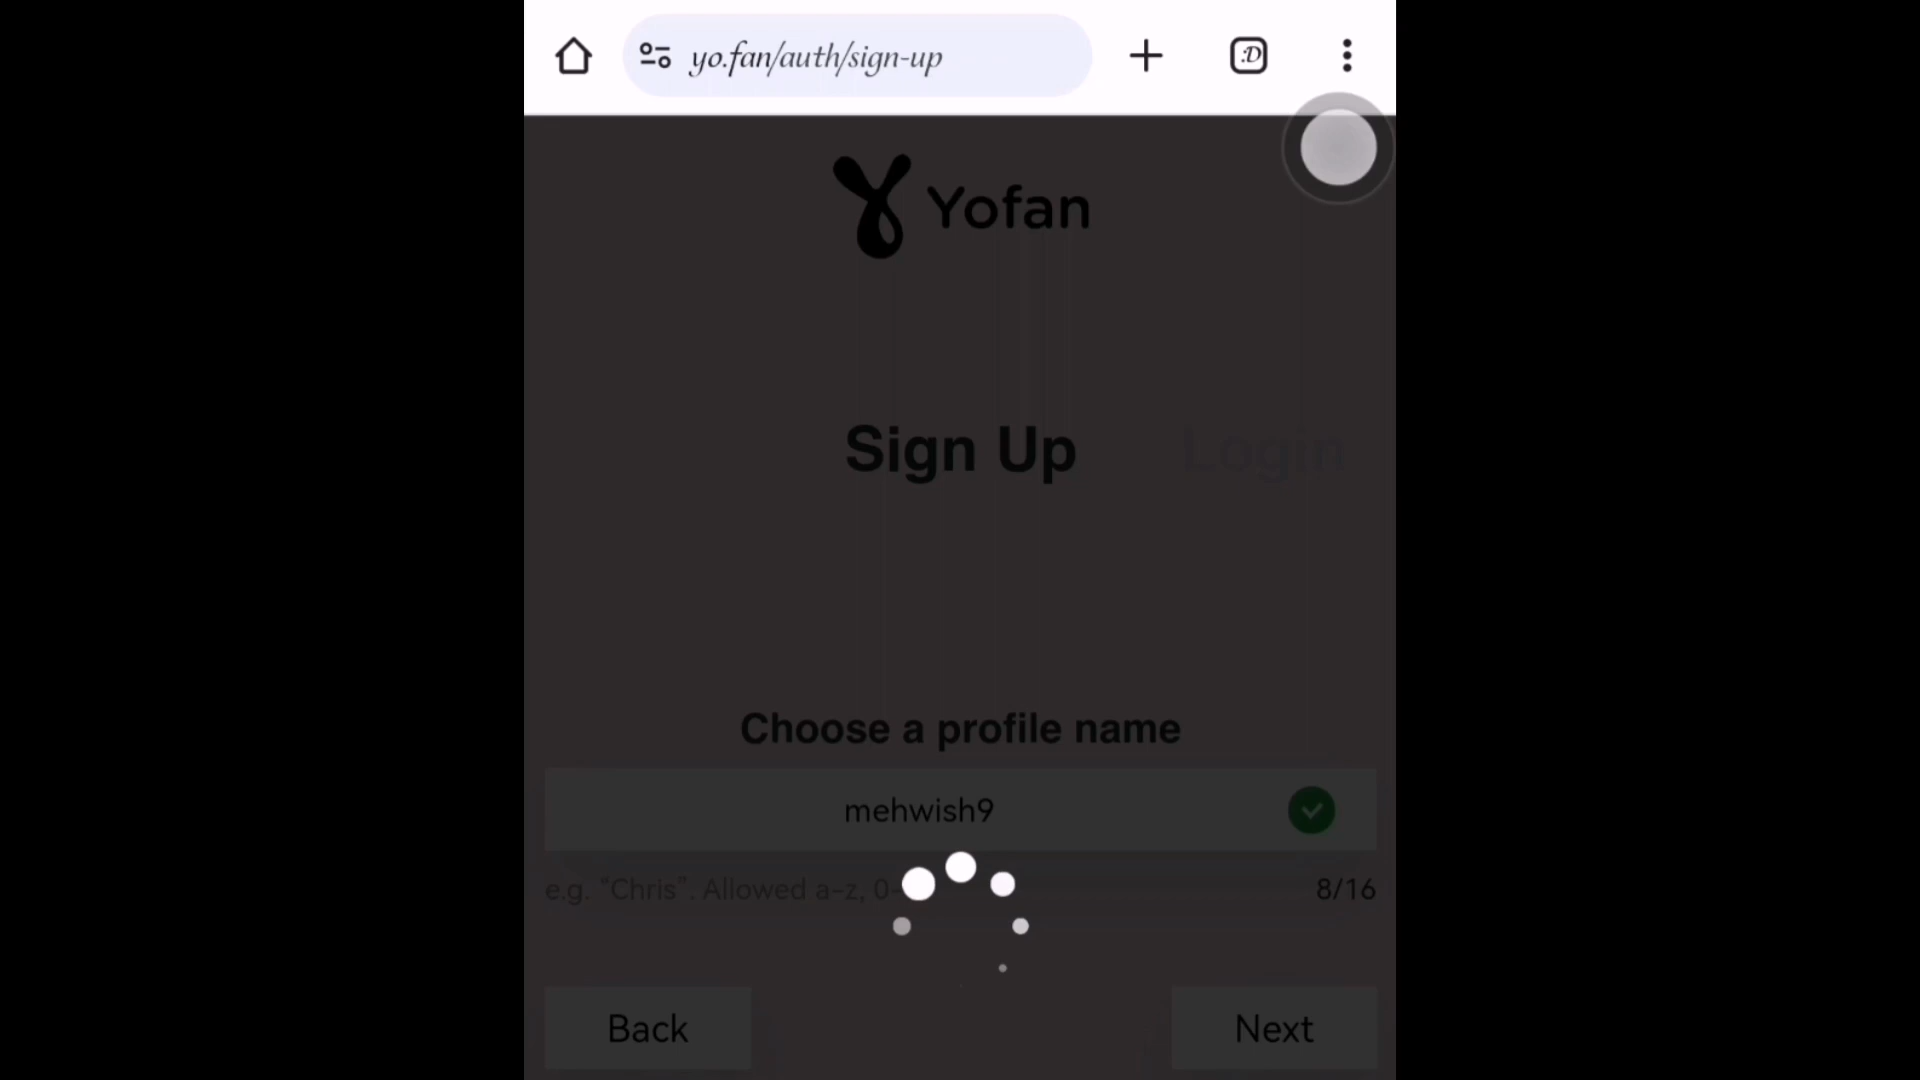 yo.fan/auth/sign-up
:D
Yofan
Sign Up
Login
Choose a profile name
mehwish9
e.g. "Chris". Allowed a-z, 0-
8/16
Back
Next